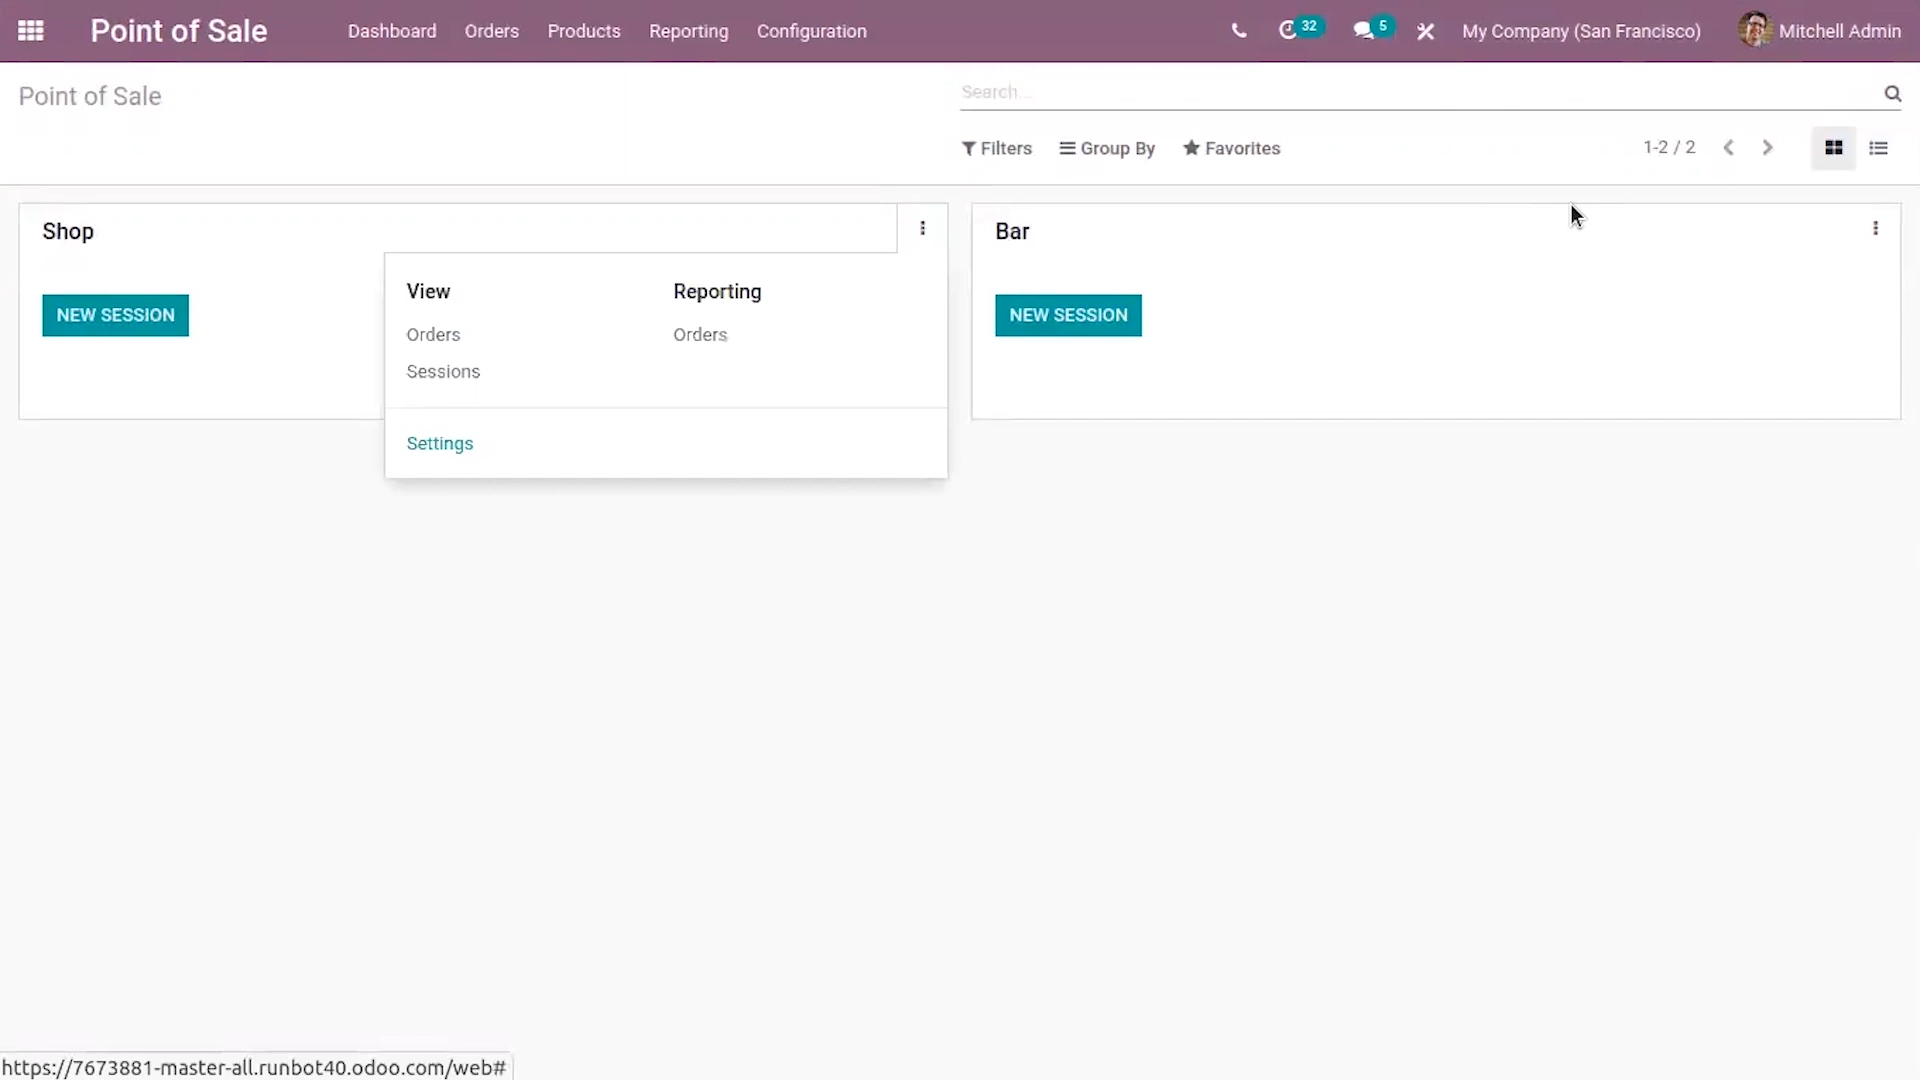 Point of Sale Dashboard Orders Products Reporting Configuration 32 5 My Company (San Francisco) Mitchell Admin
Point of Sale
Search...
Filters Group By Favorites 1-2 / 2
Shop
NEW SESSION
View Reporting
Orders Orders
Sessions
Settings
Bar
NEW SESSION
https://7673881-master-all.runbot40.odoo.com/web#